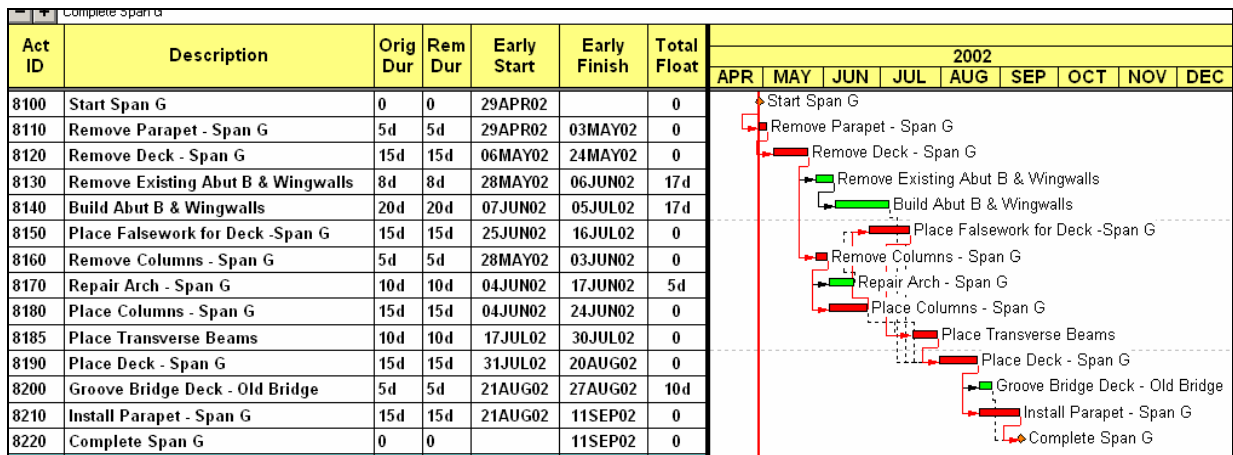 Complete Span G
Act ID Description Orig Dur Rem Dur Early Start Early Finish Total Float 2002
APR MAY JUN JUL AUG SEP OCT NOV DEC
8100 Start Span G 0 0 29APR02 0 Start Span G
8110 Remove Parapet - Span G 5d 5d 29APR02 03MAY02 0 Remove Parapet - Span G
8120 Remove Deck - Span G 15d 15d 06MAY02 24MAY02 0 Remove Deck - Span G
8130 Remove Existing Abut B & Wingwalls 8d 8d 28MAY02 06JUN02 17d Remove Existing Abut B & Wingwalls
8140 Build Abut B & Wingwalls 20d 20d 07JUN02 05JUL02 17d Build Abut B & Wingwalls
8150 Place Falsework for Deck -Span G 15d 15d 25JUN02 16JUL02 0 Place Falsework for Deck -Span G
8160 Remove Columns - Span G 5d 5d 28MAY02 03JUN02 0 Remove Columns - Span G
8170 Repair Arch - Span G 10d 10d 04JUN02 17JUN02 5d Repair Arch - Span G
8180 Place Columns - Span G 15d 15d 04JUN02 24JUN02 0 Place Columns - Span G
8185 Place Transverse Beams 10d 10d 17JUL02 30JUL02 0 Place Transverse Beams
8190 Place Deck - Span G 15d 15d 31JUL02 20AUG02 0 Place Deck - Span G
8200 Groove Bridge Deck - Old Bridge 5d 5d 21AUG02 27AUG02 10d Groove Bridge Deck - Old Bridge
8210 Install Parapet - Span G 15d 15d 21AUG02 11SEP02 0 Install Parapet - Span G
8220 Complete Span G 0 0 11SEP02 0 Complete Span G